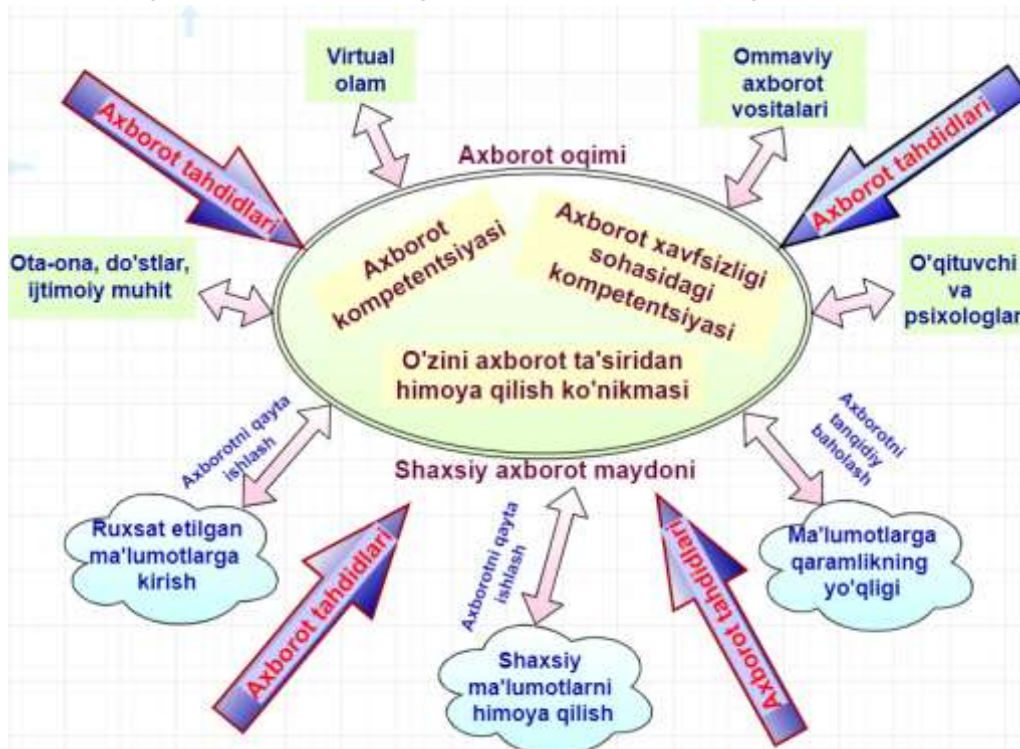 Virtual
olam
Ommaviy
axborot
vositalari
Axborot tahdidlari
Axborot tahdidlari
Axborot oqimi
Axborot
kompetentsiyasi
Axborot xavfsizligi
sohasidagi
kompetentsiyasi
Ota-ona, do'stlar,
ijtimoiy muhit
O'qituvchi
va
psixologlar
O'zini axborot ta'siridan
himoya qilish ko'nikmasi
Axborotni qayta
ishlash
Axborotni
tanqidiy
baholash
Shaxsiy axborot maydoni
Ruxsat etilgan
ma'lumotlarga
kirish
Axborotni qayta
ishlash
Ma'lumotlarga
qaramlikning
yo'qligi
Axborot tahdidlari
Axborot tahdidlari
Shaxsiy
ma'lumotlarni
himoya qilish